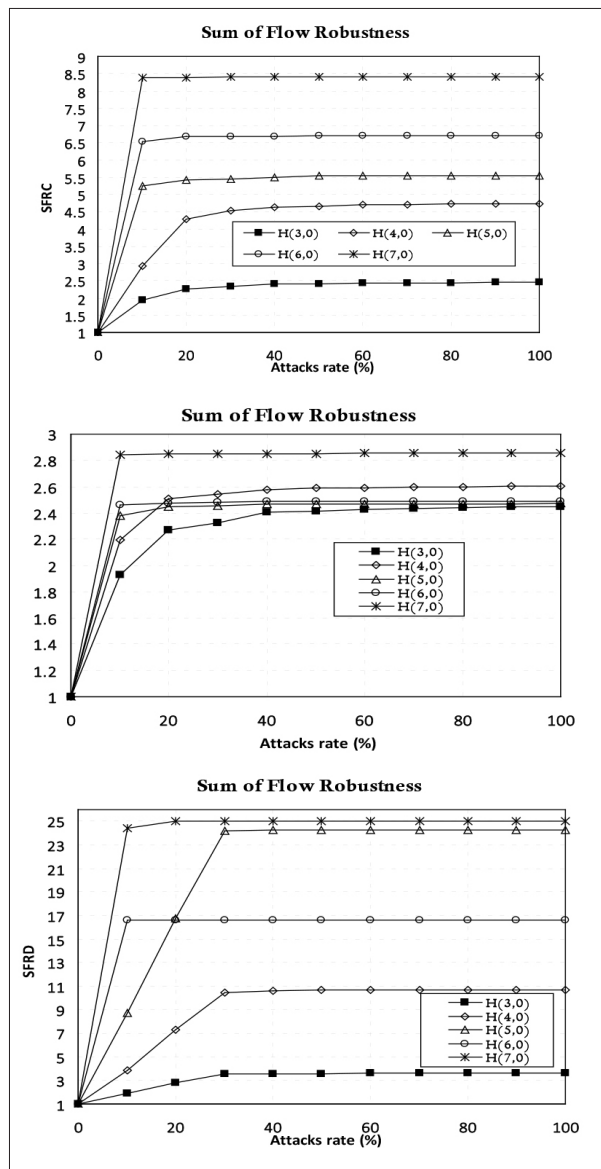 Sum of Flow Robustness
9
8.5
8
7.5
7
6.5
6
5.5
5
4.5
4
3.5
3
2.5
2
1.5
1
SFRC
H(3,0) H(4,0) H(5,0)
H(6,0) H(7,0)
0 20 40 60 80 100
Attacks rate (%)
Sum of Flow Robustness
3
2.8
2.6
2.4
2.2
2
1.8
1.6
1.4
1.2
1
H(3,0)
H(4,0)
H(5,0)
H(6,0)
H(7,0)
0 20 40 60 80 100
Attacks rate (%)
Sum of Flow Robustness
25
23
21
19
17
15
13
11
9
7
5
3
1
SFRD
H(3,0)
H(4,0)
H(5,0)
H(6,0)
H(7,0)
0 20 40 60 80 100
Attacks rate (%)